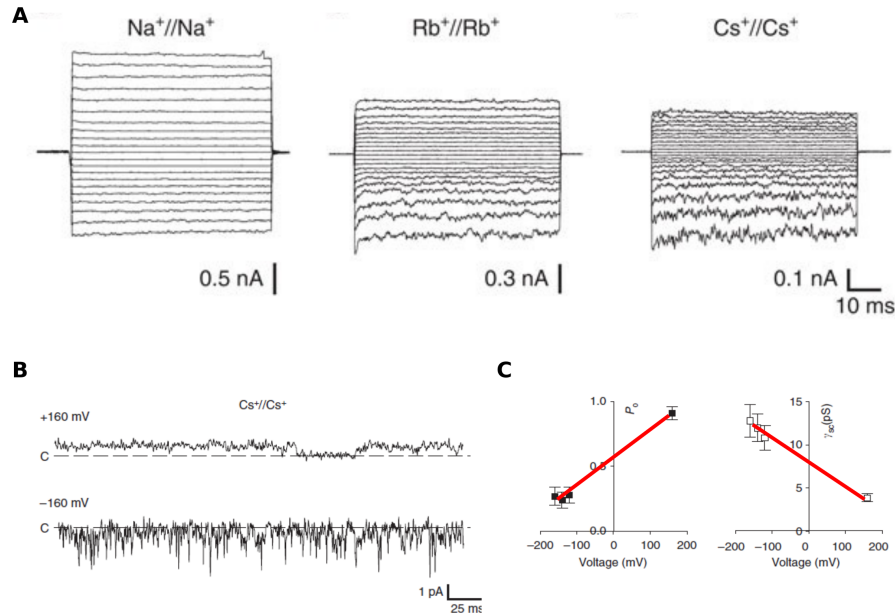 A
Na⁺//Na⁺
Rb⁺//Rb⁺
Cs⁺//Cs⁺
0.5 nA
0.3 nA
0.1 nA
10 ms
B
Cs⁺//Cs⁺
+160 mV
C
−160 mV
C
1 pA
25 ms
C
1.0
0.5
0.0
P₀
−200
−100
0
100
200
Voltage (mV)
15
10
5
0
γₛ꜀(pS)
−200
−100
0
100
200
Voltage (mV)